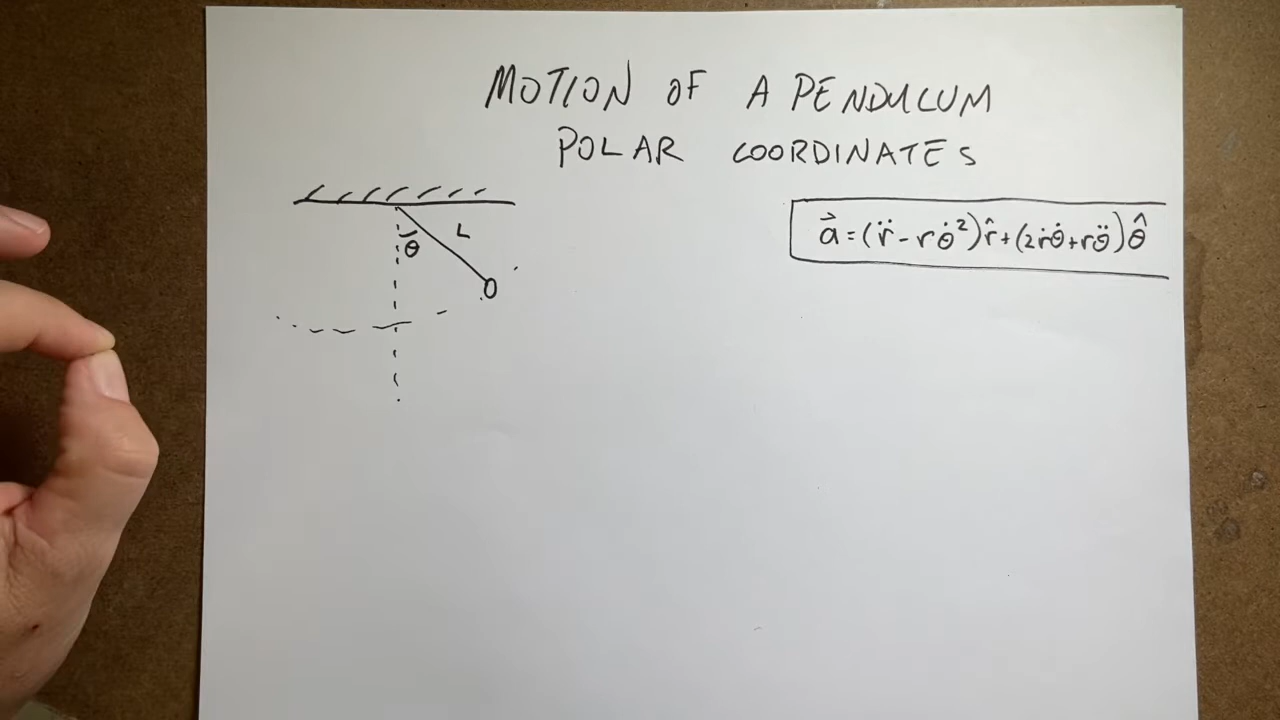 MOTION OF A PENDULUM
POLAR COORDINATES
L
θ
a⃗ = (r̈ - rθ̇²)r̂ + (2ṙθ̇ + rθ̈)θ̂